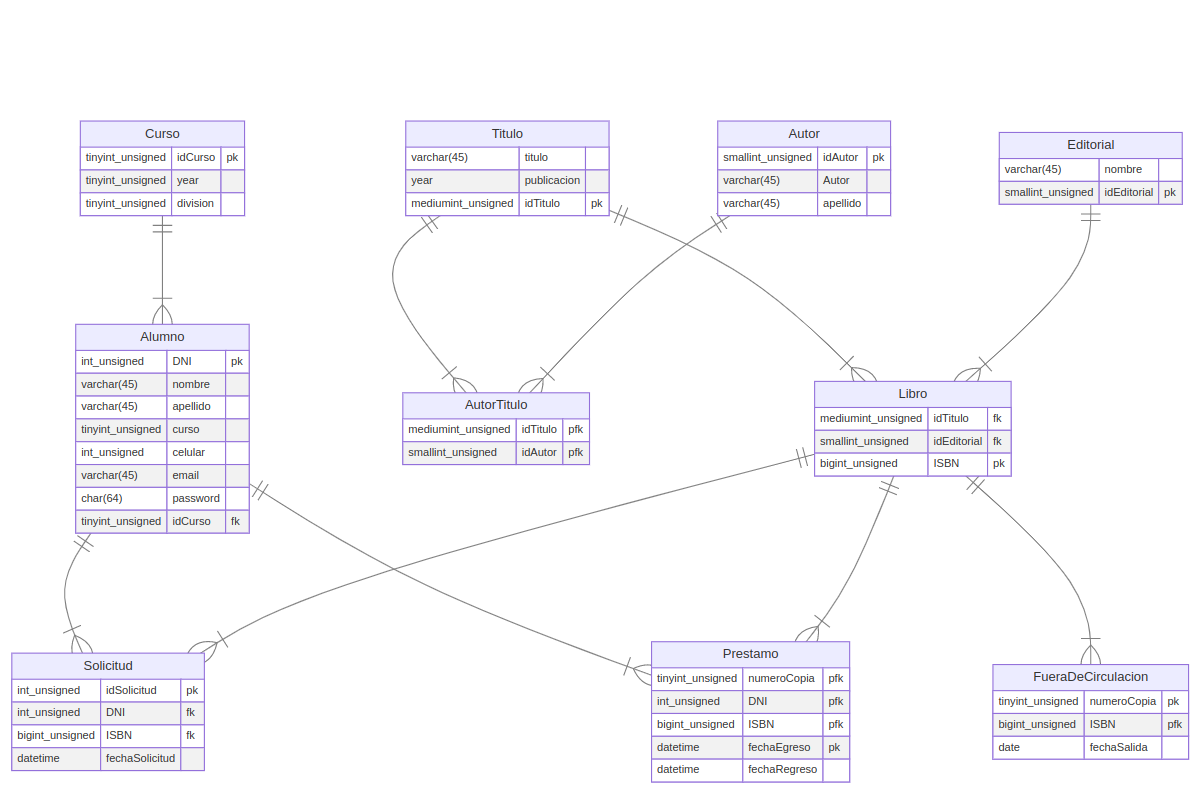 Curso
tinyint_unsigned idCurso pk
tinyint_unsigned year
tinyint_unsigned division
Titulo
varchar(45) titulo
year publicacion
mediumint_unsigned idTitulo pk
Autor
smallint_unsigned idAutor pk
varchar(45) Autor
varchar(45) apellido
Editorial
varchar(45) nombre
smallint_unsigned idEditorial pk
Alumno
int_unsigned DNI pk
varchar(45) nombre
varchar(45) apellido
tinyint_unsigned curso
int_unsigned celular
varchar(45) email
char(64) password
tinyint_unsigned idCurso fk
AutorTitulo
mediumint_unsigned idTitulo pfk
smallint_unsigned idAutor pfk
Libro
mediumint_unsigned idTitulo fk
smallint_unsigned idEditorial fk
bigint_unsigned ISBN pk
Solicitud
int_unsigned idSolicitud pk
int_unsigned DNI fk
bigint_unsigned ISBN fk
datetime fechaSolicitud
Prestamo
tinyint_unsigned numeroCopia pfk
int_unsigned DNI pfk
bigint_unsigned ISBN pfk
datetime fechaEgreso pk
datetime fechaRegreso
FueraDeCirculacion
tinyint_unsigned numeroCopia pk
bigint_unsigned ISBN pfk
date fechaSalida